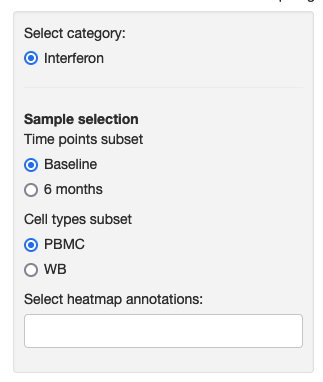 Select category:
Interferon
Sample selection
Time points subset
Baseline
6 months
Cell types subset
PBMC
WB
Select heatmap annotations: